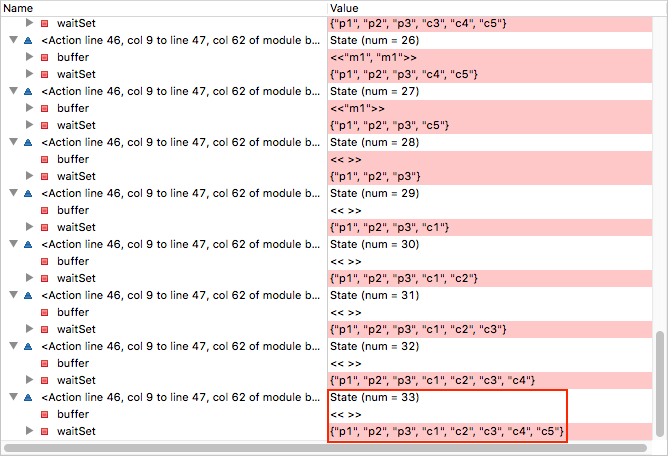 Name Value
waitSet {"p1", "p2", "p3", "c3", "c4", "c5"}
<Action line 46, col 9 to line 47, col 62 of module b... State (num = 26)
buffer <<"m1", "m1">>
waitSet {"p1", "p2", "p3", "c4", "c5"}
<Action line 46, col 9 to line 47, col 62 of module b... State (num = 27)
buffer <<"m1">>
waitSet {"p1", "p2", "p3", "c5"}
<Action line 46, col 9 to line 47, col 62 of module b... State (num = 28)
buffer << >>
waitSet {"p1", "p2", "p3"}
<Action line 46, col 9 to line 47, col 62 of module b... State (num = 29)
buffer << >>
waitSet {"p1", "p2", "p3", "c1"}
<Action line 46, col 9 to line 47, col 62 of module b... State (num = 30)
buffer << >>
waitSet {"p1", "p2", "p3", "c1", "c2"}
<Action line 46, col 9 to line 47, col 62 of module b... State (num = 31)
buffer << >>
waitSet {"p1", "p2", "p3", "c1", "c2", "c3"}
<Action line 46, col 9 to line 47, col 62 of module b... State (num = 32)
buffer << >>
waitSet {"p1", "p2", "p3", "c1", "c2", "c3", "c4"}
<Action line 46, col 9 to line 47, col 62 of module b... State (num = 33)
buffer << >>
waitSet {"p1", "p2", "p3", "c1", "c2", "c3", "c4", "c5"}